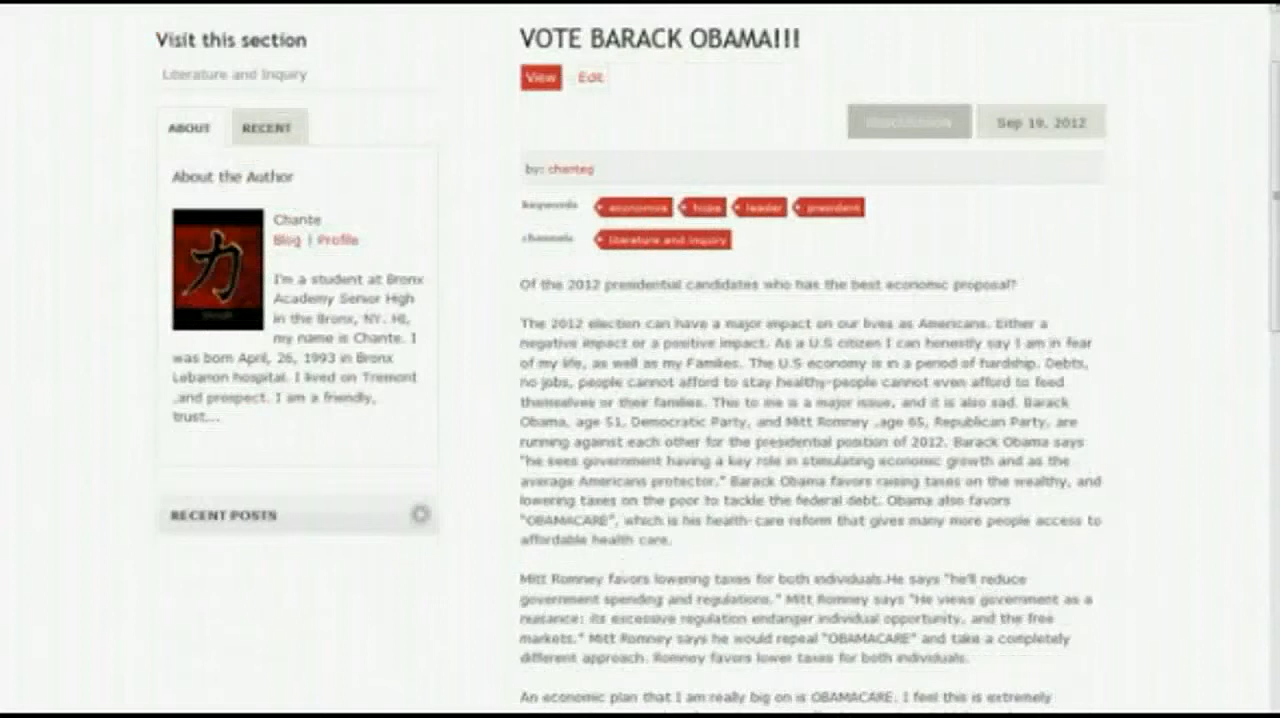 Visit this section
Literature and Inquiry
ABOUT
RECENT
About the Author
Chante
Blog | Profile
I'm a student at Bronx
Academy Senior High
in the Bronx, NY. Hi,
my name is Chante. I
was born April, 26, 1993 in Bronx
Lebanon hospital. I lived on Tremont
,and prospect. I am a friendly,
trust...
RECENT POSTS
VOTE BARACK OBAMA!!!
View
Edit
DISCUSSION
Sep 19, 2012
by: chanteg
keywords
economics
hope
leader
president
channels
literature and inquiry
Of the 2012 presidential candidates who has the best economic proposal?
The 2012 election can have a major impact on our lives as Americans. Either a
negative impact or a positive impact. As a U.S citizen I can honestly say I am in fear
of my life, as well as my Families. The U.S economy is in a period of hardship. Debts,
no jobs, people cannot afford to stay healthy-people cannot even afford to feed
themselves or their families. This to me is a major issue, and it is also sad. Barack
Obama, age 51, Democratic Party, and Mitt Romney ,age 65, Republican Party, are
running against each other for the presidential position of 2012. Barack Obama says
"he sees government having a key role in stimulating economic growth and as the
average Americans protector." Barack Obama favors raising taxes on the wealthy, and
lowering taxes on the poor to tackle the federal debt. Obama also favors
"OBAMACARE", which is his health-care reform that gives many more people access to
affordable health care.
Mitt Romney favors lowering taxes for both individuals.He says "he'll reduce
government spending and regulations." Mitt Romney says "He views government as a
nuisance: its excessive regulation endanger individual opportunity, and the free
markets." Mitt Romney says he would repeal "OBAMACARE" and take a completely
different approach. Romney favors lower taxes for both individuals.
An economic plan that I am really big on is OBAMACARE. I feel this is extremely